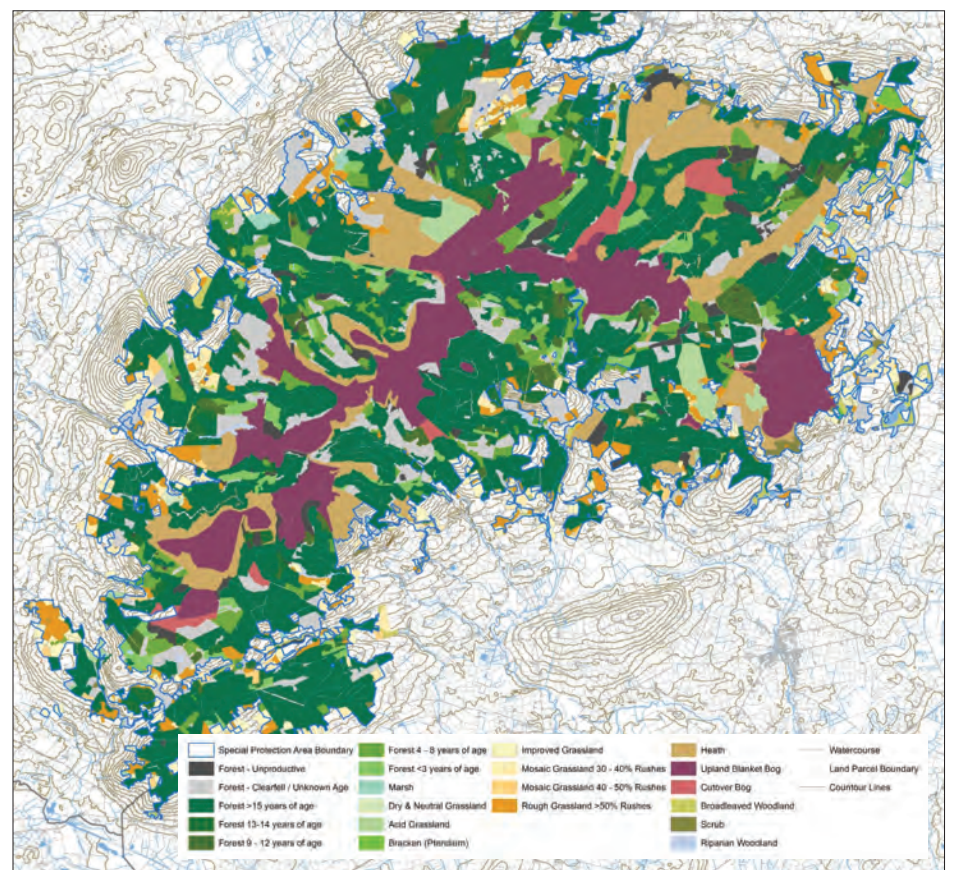 Special Protection Area Boundary
Forest - Unproductive
Forest - Clearfell / Unknown Age
Forest >15 years of age
Forest 13-14 years of age
Forest 9 - 12 years of age
Forest 4 - 8 years of age
Forest <3 years of age
Marsh
Dry & Neutral Grassland
Acid Grassland
Bracken (Pteridium)
Improved Grassland
Mosaic Grassland 30 - 40% Rushes
Mosaic Grassland 40 - 50% Rushes
Rough Grassland >50% Rushes
Heath
Upland Blanket Bog
Cutover Bog
Broadleaved Woodland
Scrub
Riparian Woodland
Watercourse
Land Parcel Boundary
Countour Lines